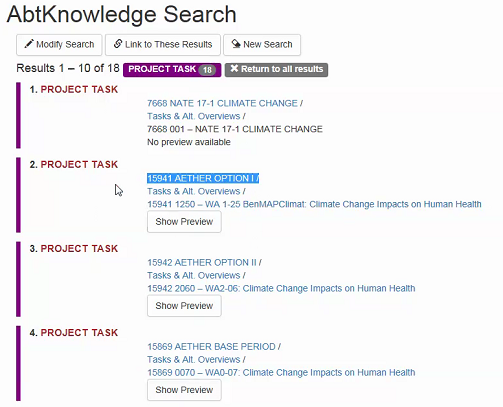 AbtKnowledge Search
Modify Search Link to These Results New Search
Results 1 – 10 of 18 PROJECT TASK 18 Return to all results
1. PROJECT TASK
7668 NATE 17-1 CLIMATE CHANGE /
Tasks & Alt. Overviews /
7668 001 – NATE 17-1 CLIMATE CHANGE
No preview available
2. PROJECT TASK
15941 AETHER OPTION I /
Tasks & Alt. Overviews /
15941 1250 – WA 1-25 BenMAPClimat: Climate Change Impacts on Human Health
Show Preview
3. PROJECT TASK
15942 AETHER OPTION II /
Tasks & Alt. Overviews /
15942 2060 – WA2-06: Climate Change Impacts on Human Health
Show Preview
4. PROJECT TASK
15869 AETHER BASE PERIOD /
Tasks & Alt. Overviews /
15869 0070 – WA0-07: Climate Change Impacts on Human Health
Show Preview